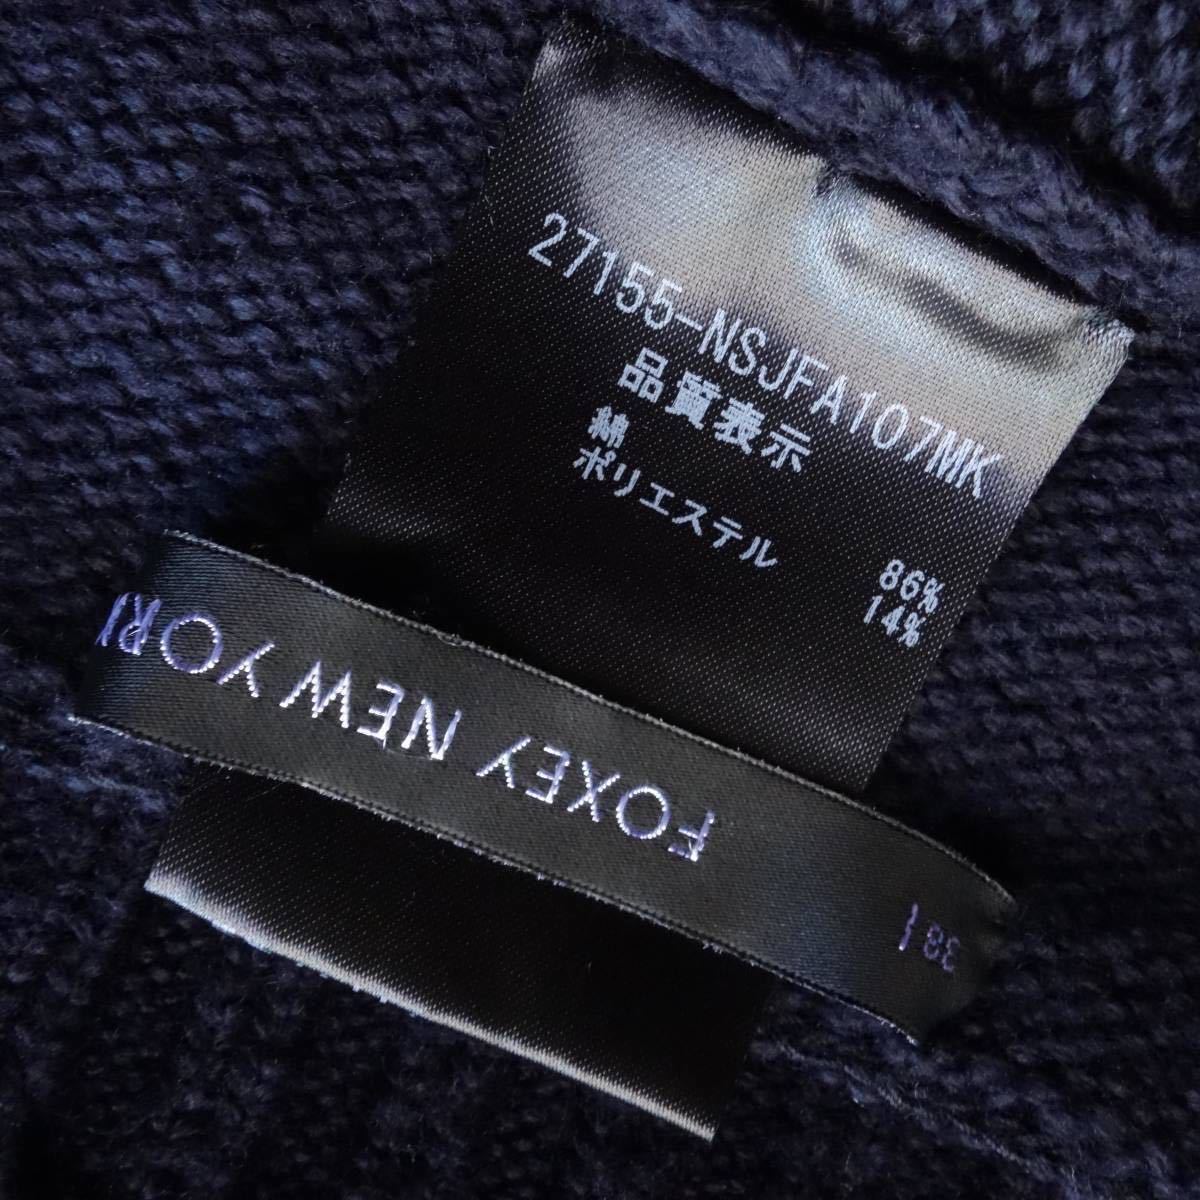 27155-NSJFA107MK
品質表示
綿 86%
ポリエステル 14%
FOXEY NEW YORK
38